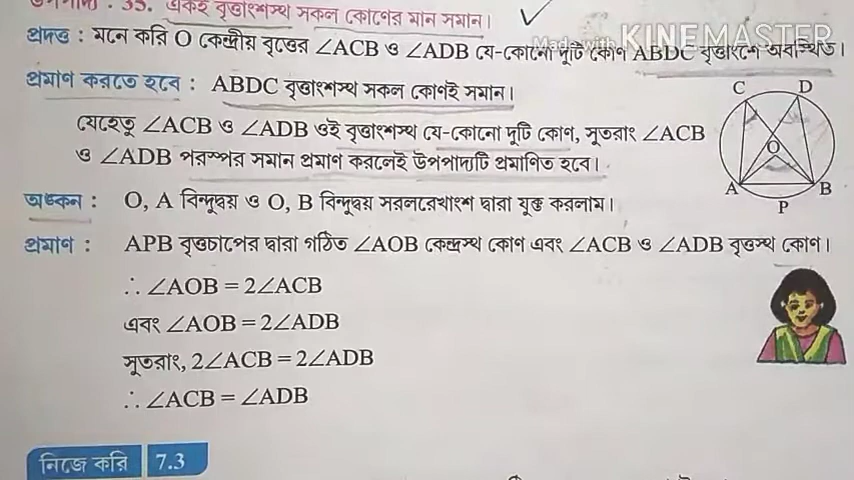 উপপাদ্য : 35. একই বৃত্তাংশস্থ সকল কোণের মান সমান।
Made with KINEMASTER
প্রদত্ত : মনে করি O কেন্দ্রীয় বৃত্তের ∠ACB ও ∠ADB যে-কোনো দুটি কোণ ABDC বৃত্তাংশে অবস্থিত।
প্রমাণ করতে হবে : ABDC বৃত্তাংশস্থ সকল কোণই সমান।
যেহেতু ∠ACB ও ∠ADB ওই বৃত্তাংশস্থ যে-কোনো দুটি কোণ, সুতরাং ∠ACB
ও ∠ADB পরস্পর সমান প্রমাণ করলেই উপপাদ্যটি প্রমাণিত হবে।
C D
O
A B
P
অঙ্কন : O, A বিন্দুদ্বয় ও O, B বিন্দুদ্বয় সরলরেখাংশ দ্বারা যুক্ত করলাম।
প্রমাণ : APB বৃত্তচাপের দ্বারা গঠিত ∠AOB কেন্দ্রস্থ কোণ এবং ∠ACB ও ∠ADB বৃত্তস্থ কোণ।
∴ ∠AOB = 2∠ACB
এবং ∠AOB = 2∠ADB
সুতরাং, 2∠ACB = 2∠ADB
∴ ∠ACB = ∠ADB
নিজে করি 7.3